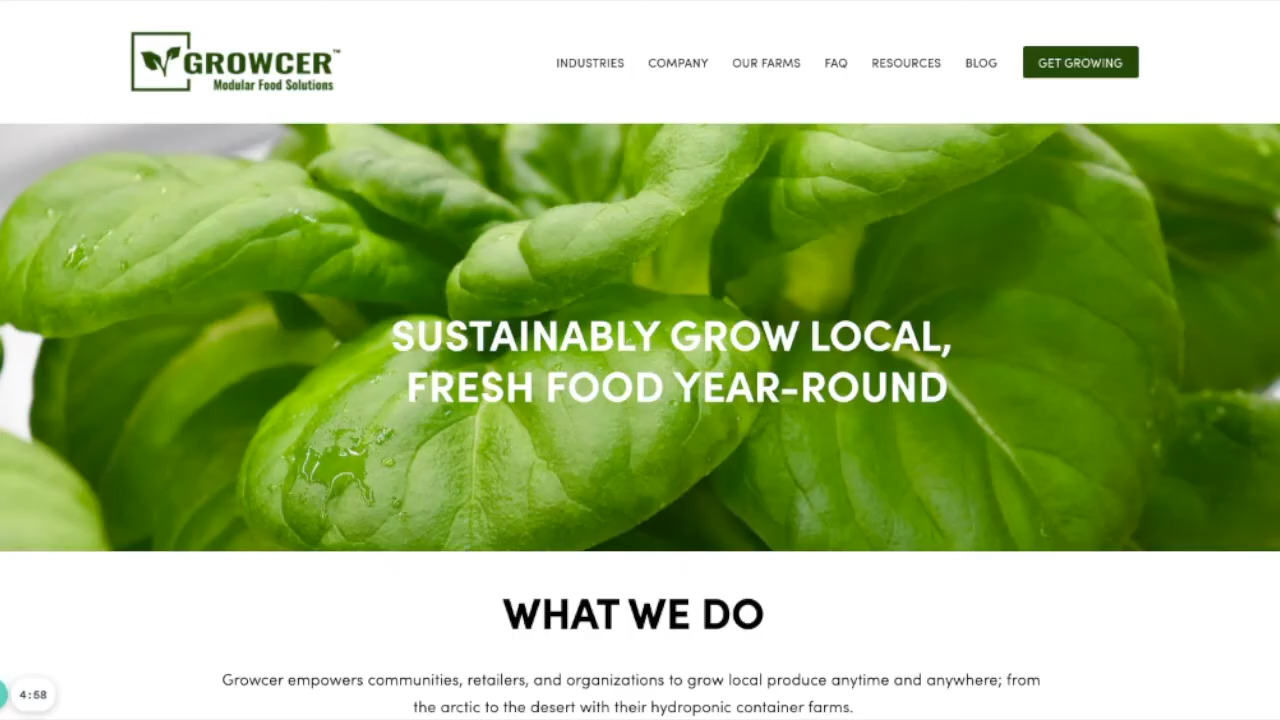 GROWCER™
Modular Food Solutions
INDUSTRIES COMPANY OUR FARMS FAQ RESOURCES BLOG GET GROWING
SUSTAINABLY GROW LOCAL,
FRESH FOOD YEAR-ROUND
WHAT WE DO
Growcer empowers communities, retailers, and organizations to grow local produce anytime and anywhere; from
the arctic to the desert with their hydroponic container farms.
4:58